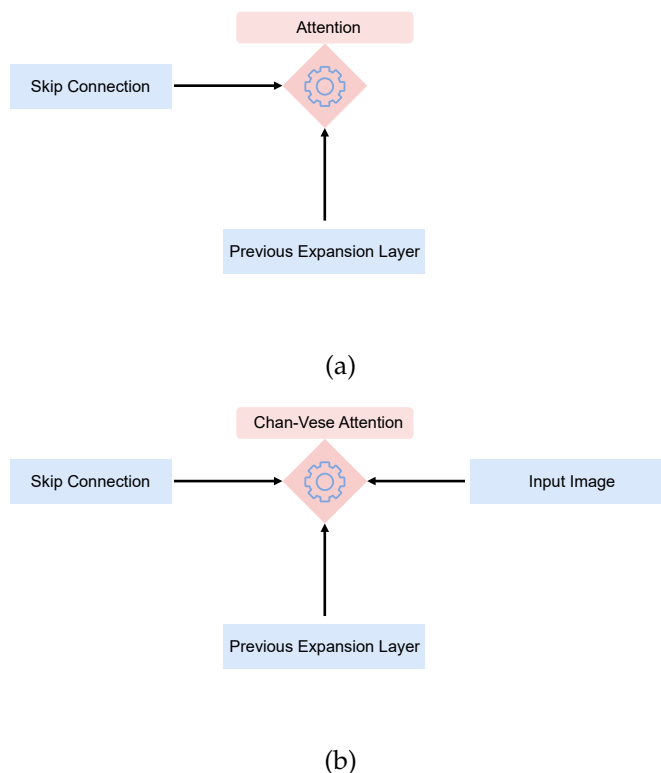 Attention
Skip Connection
Previous Expansion Layer
(a)
Chan-Vese Attention
Skip Connection
Input Image
Previous Expansion Layer
(b)